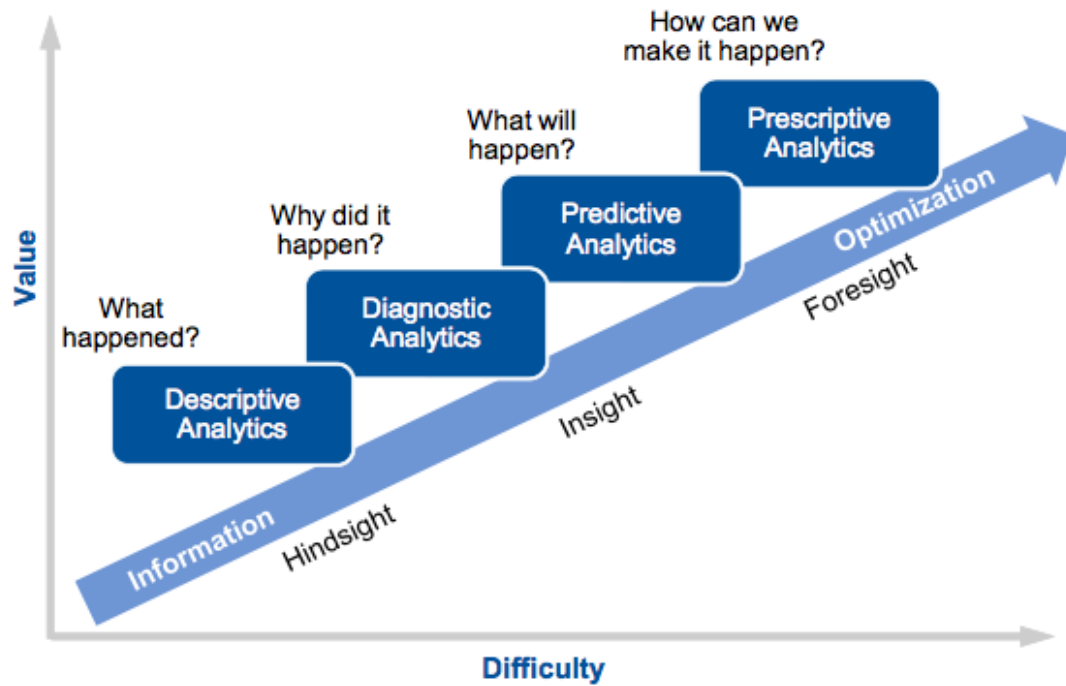 How can we
make it happen?
Prescriptive
Analytics
What will
happen?
Predictive
Analytics
Why did it
happen?
Diagnostic
Analytics
What
happened?
Descriptive
Analytics
Value
Information
Optimization
Hindsight
Insight
Foresight
Difficulty